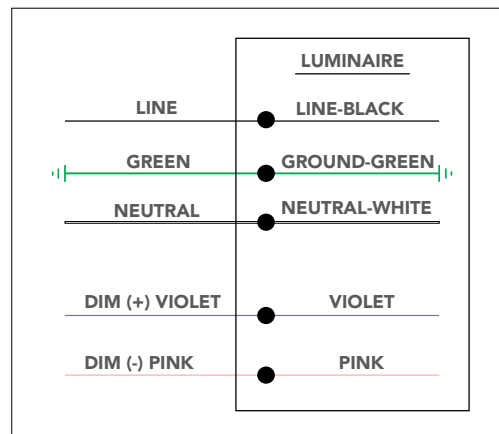 LUMINAIRE
LINE LINE-BLACK
GREEN GROUND-GREEN
NEUTRAL NEUTRAL-WHITE
DIM (+) VIOLET VIOLET
DIM (-) PINK PINK